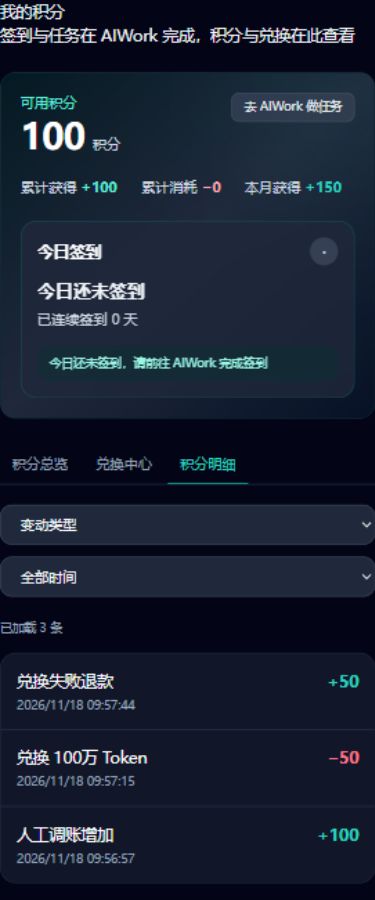 我的积分
签到与任务在 AIWork 完成，积分与兑换在此查看
可用积分
去 AIWork 做任务
100 积分
累计获得 +100 累计消耗 −0 本月获得 +150
今日签到
今日还未签到
已连续签到 0 天
今日还未签到，请前往 AIWork 完成签到
积分总览 兑换中心 积分明细
变动类型
全部时间
已加载 3 条
兑换失败退款 +50
2026/11/18 09:57:44
兑换 100万 Token −50
2026/11/18 09:57:15
人工调账增加 +100
2026/11/18 09:56:57